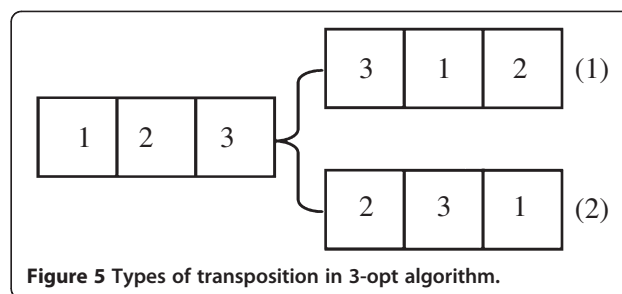 3 1 2 (1)
1 2 3
2 3 1 (2)
Figure 5 Types of transposition in 3-opt algorithm.